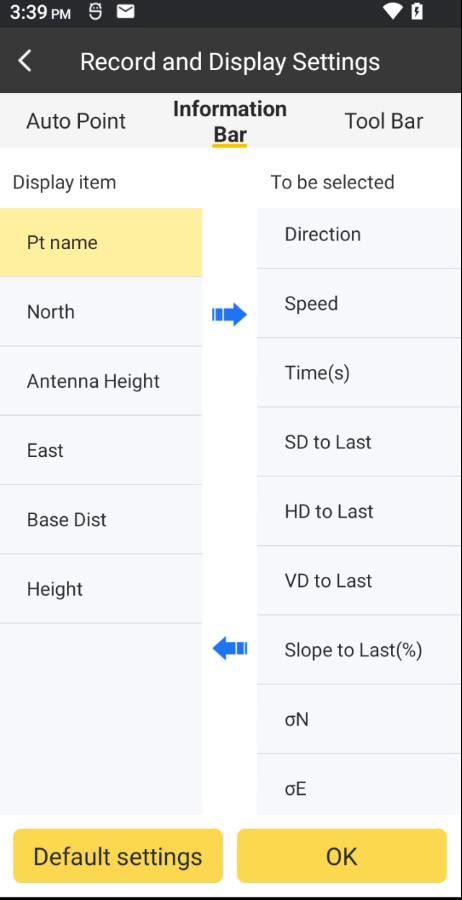 3:39 PM
Record and Display Settings
Auto Point
Information
Bar
Tool Bar
Display item
To be selected
Pt name
North
Antenna Height
East
Base Dist
Height
Direction
Speed
Time(s)
SD to Last
HD to Last
VD to Last
Slope to Last(%)
σN
σE
Default settings
OK